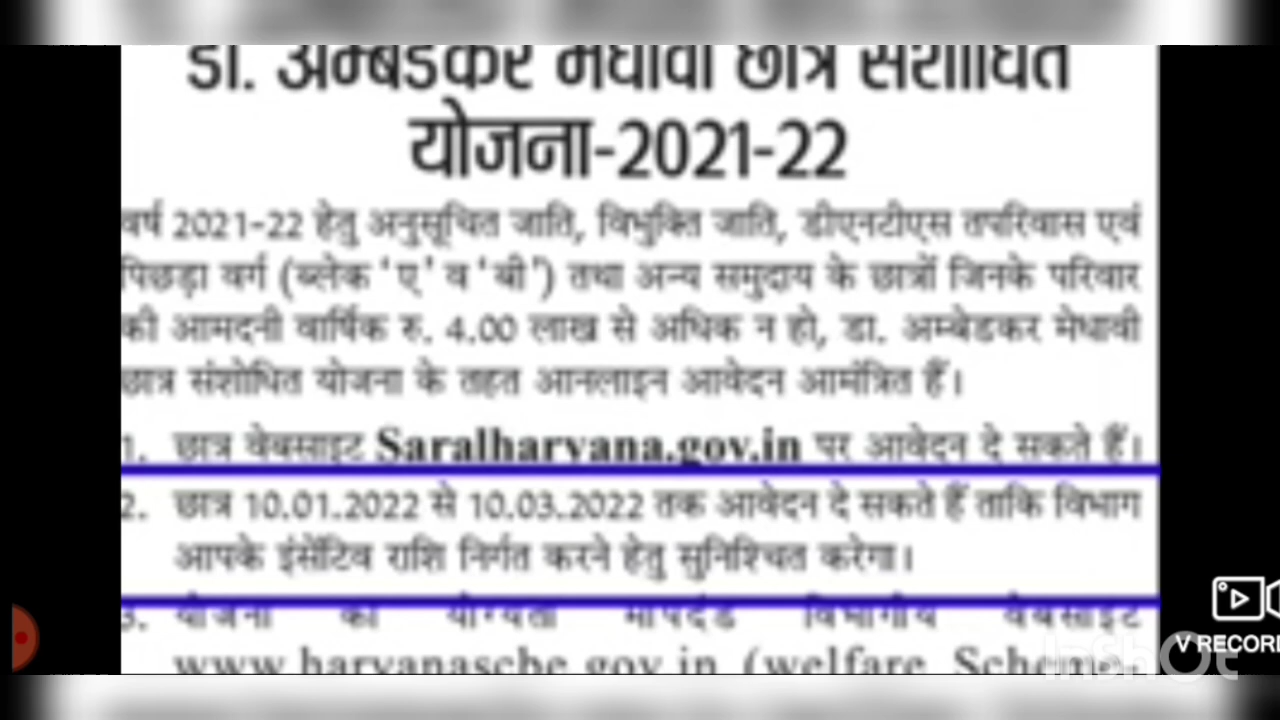 डा. अम्बेडकर मेधावी छात्र संशोधित
योजना-2021-22
वर्ष 2021-22 हेतु अनुसूचित जाति, विभुक्ति जाति, डीएनटीएस तपरिवास एवं
पिछड़ा वर्ग (ब्लेक 'ए' व 'बी') तथा अन्य समुदाय के छात्रों जिनके परिवार
की आमदनी वार्षिक रु. 4.00 लाख से अधिक न हो, डा. अम्बेडकर मेधावी
छात्र संशोधित योजना के तहत आनलाइन आवेदन आमंत्रित हैं।
1. छात्र वेबसाइट Saralharyana.gov.in पर आवेदन दे सकते हैं।
2. छात्र 10.01.2022 से 10.03.2022 तक आवेदन दे सकते हैं ताकि विभाग
आपके इंसेंटिव राशि निर्गत करने हेतु सुनिश्चित करेगा।
3. योजना का योग्यता मापदंड विभागीय वेबसाइट
www.haryanasche.gov.in (welfare Scheme)
V RECORD
InShOt